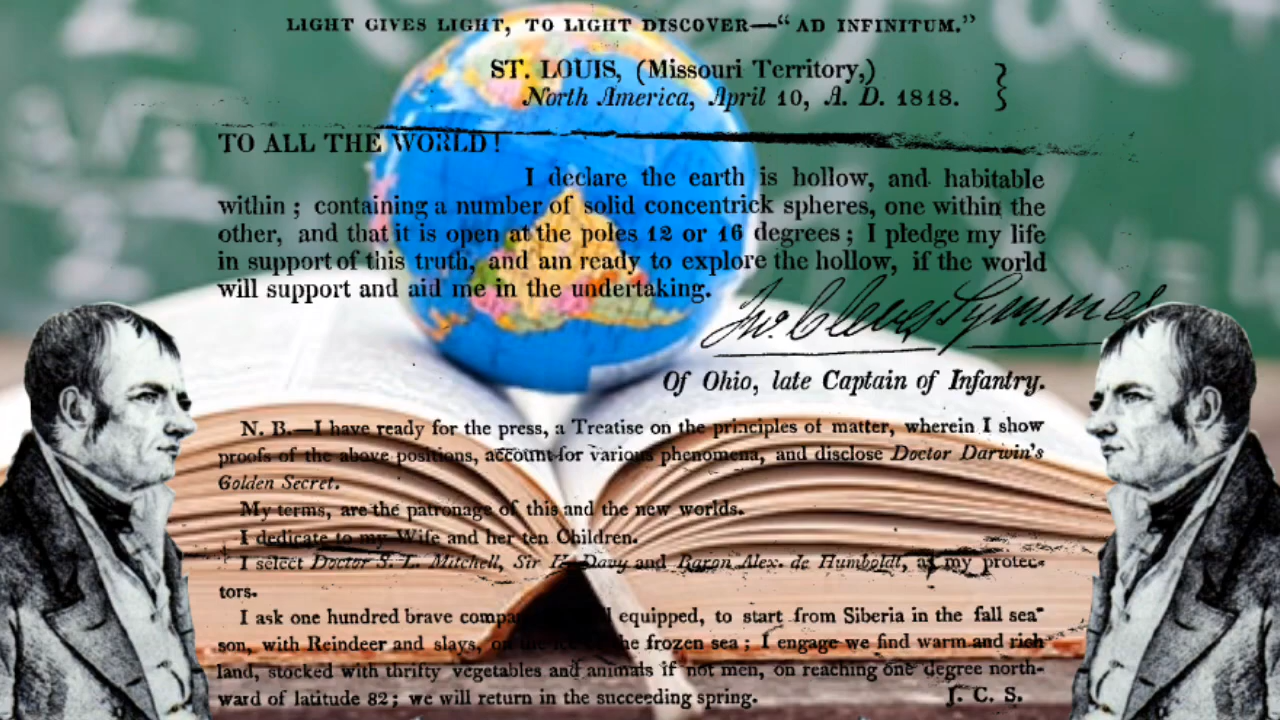 LIGHT GIVES LIGHT, TO LIGHT DISCOVER—“AD INFINITUM.”
ST. LOUIS, (Missouri Territory,)
North America, April 10, A. D. 1818.
TO ALL THE WORLD!
I declare the earth is hollow, and habitable
within; containing a number of solid concentrick spheres, one within the
other, and that it is open at the poles 12 or 16 degrees; I pledge my life
in support of this truth, and am ready to explore the hollow, if the world
will support and aid me in the undertaking.
Jno. Cleves Symmes
Of Ohio, late Captain of Infantry.
N. B.—I have ready for the press, a Treatise on the principles of matter, wherein I show
proofs of the above positions, account for various phenomena, and disclose Doctor Darwin's
Golden Secret.
My terms, are the patronage of this and the new worlds.
I dedicate to my Wife and her ten Children.
I select Doctor S. L. Mitchell, Sir H. Davy and Baron Alex. de Humboldt, as my protec-
tors.
I ask one hundred brave equipped, to start from Siberia in the fall sea-
son, with Reindeer and slays, on the ice of the frozen sea; I engage we find warm and rich
land, stocked with thrifty vegetables and animals if not men, on reaching one degree north-
ward of latitude 82; we will return in the succeeding spring.
J. C. S.